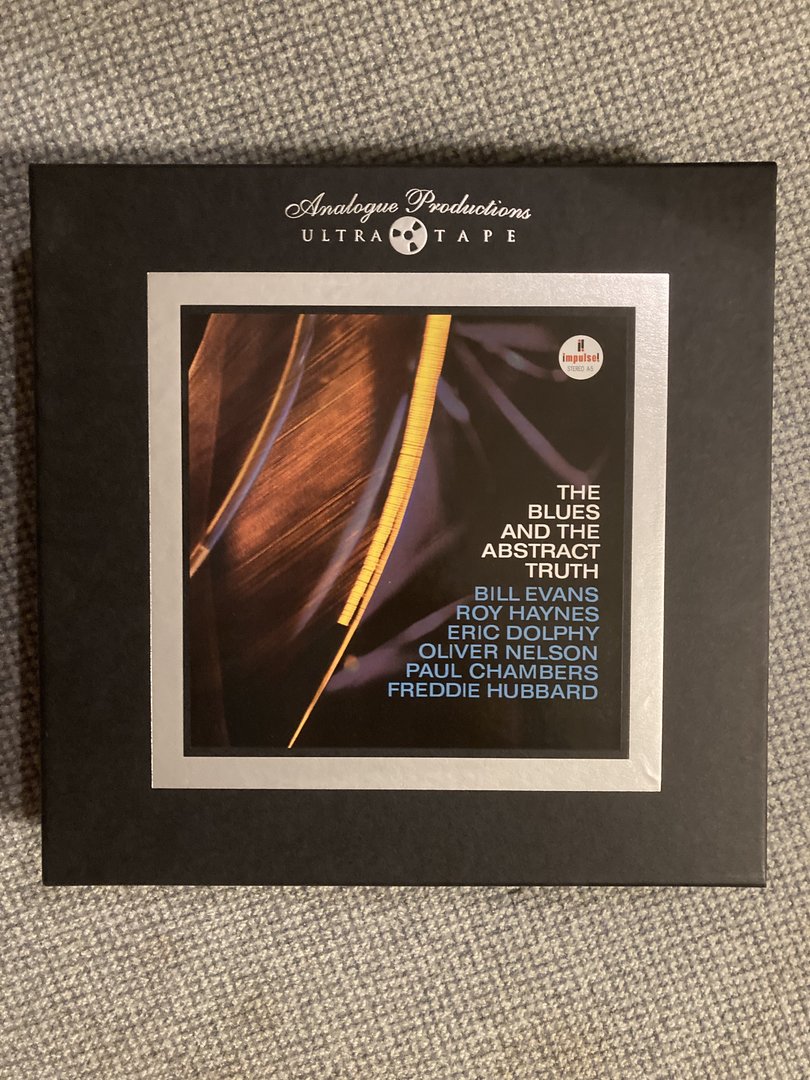 Analogue Productions
ULTRA TAPE
i!
impulse!
STEREO A-5
THE
BLUES
AND THE
ABSTRACT
TRUTH
BILL EVANS
ROY HAYNES
ERIC DOLPHY
OLIVER NELSON
PAUL CHAMBERS
FREDDIE HUBBARD